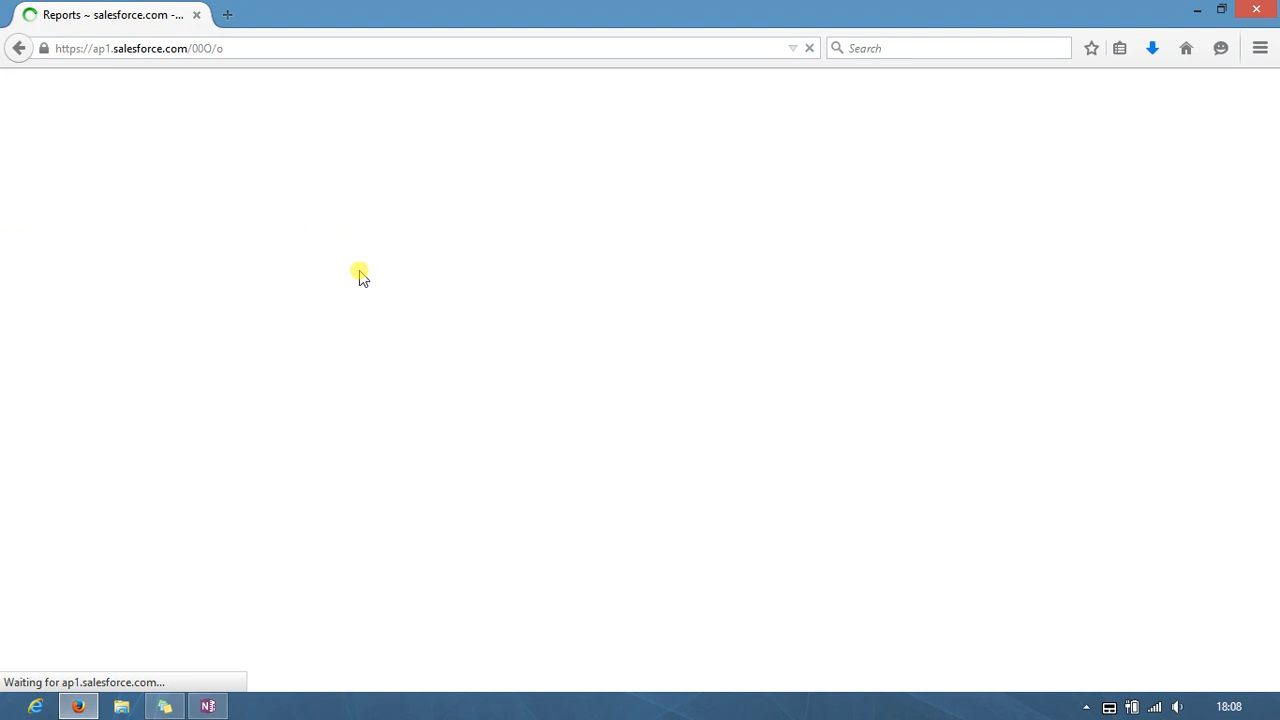 Reports ~ salesforce.com -...
https://ap1.salesforce.com/00O/o
Search
Waiting for ap1.salesforce.com...
18:08